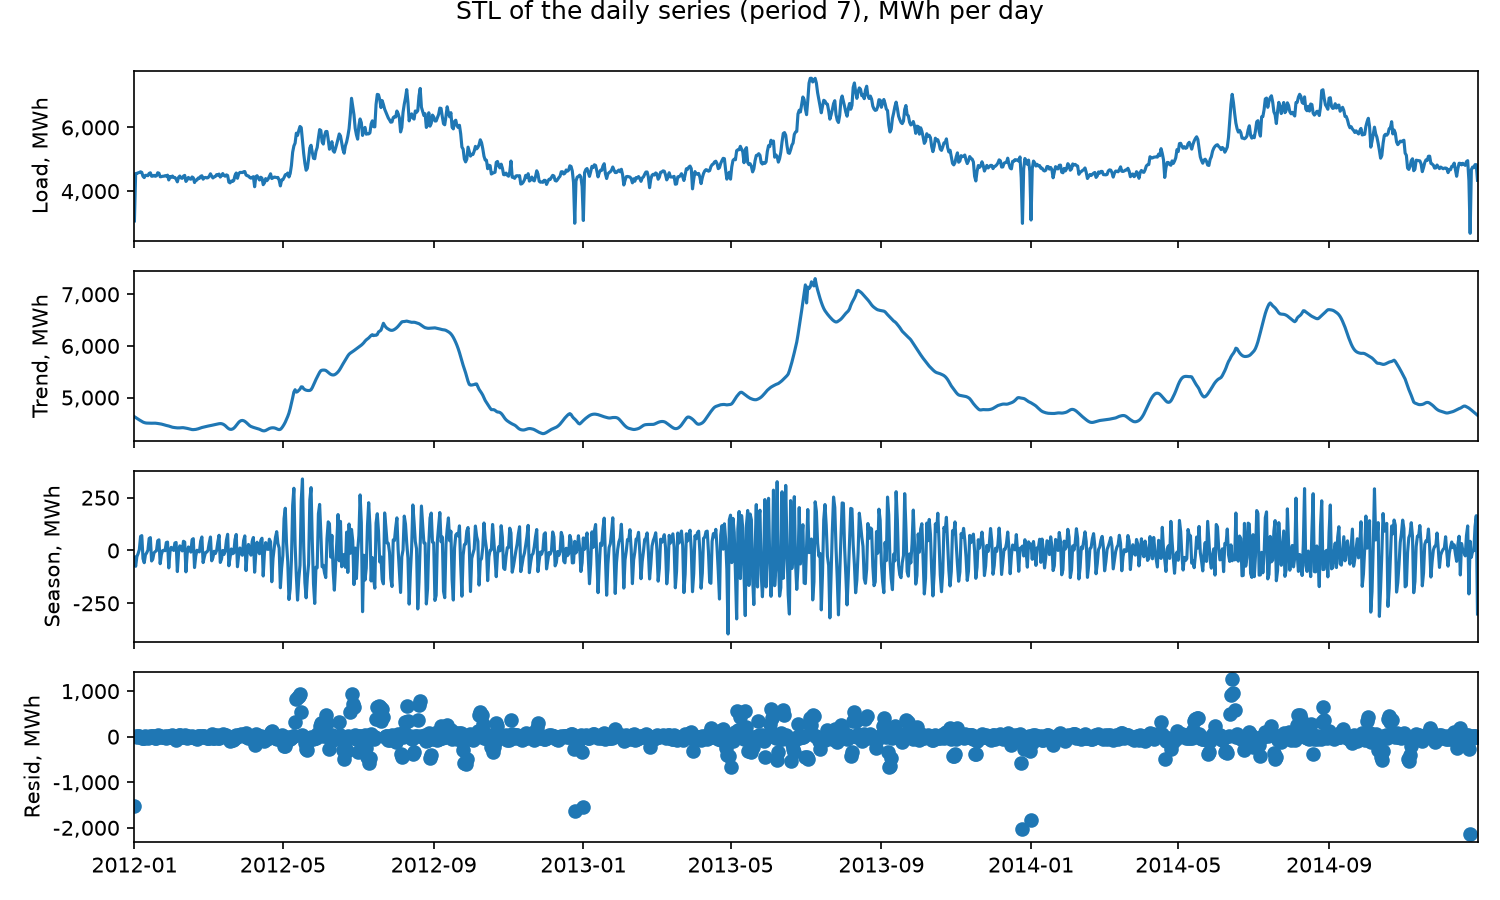 STL of the daily series (period 7), MWh per day
Load, MWh
6,000
4,000
Trend, MWh
7,000
6,000
5,000
Season, MWh
250
0
-250
Resid, MWh
1,000
0
-1,000
-2,000
2012-01 2012-05 2012-09 2013-01 2013-05 2013-09 2014-01 2014-05 2014-09